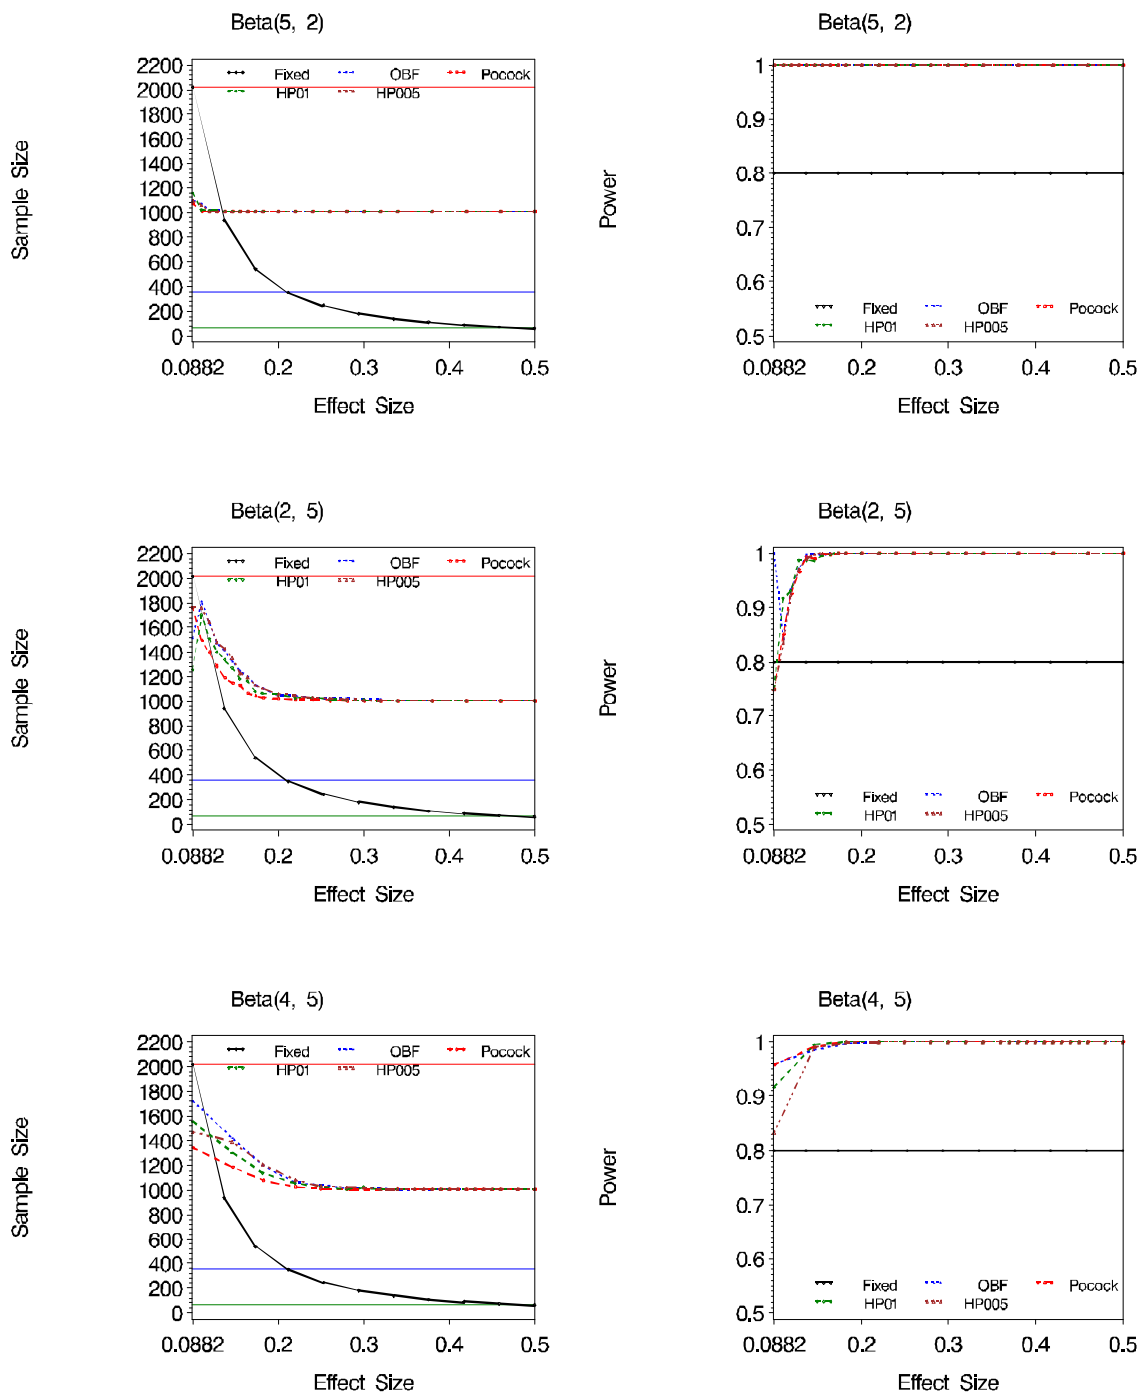 Beta(5, 2)
Sample Size
2200
2000
1800
1600
1400
1200
1000
800
600
400
200
0
Fixed OBF Pocock
HP01 HP005
0.0882 0.2 0.3 0.4 0.5
Effect Size
Beta(5, 2)
Power
1
0.9
0.8
0.7
0.6
0.5
Fixed OBF Pocock
HP01 HP005
0.0882 0.2 0.3 0.4 0.5
Effect Size
Beta(2, 5)
Sample Size
2200
2000
1800
1600
1400
1200
1000
800
600
400
200
0
Fixed OBF Pocock
HP01 HP005
0.0882 0.2 0.3 0.4 0.5
Effect Size
Beta(2, 5)
Power
1
0.9
0.8
0.7
0.6
0.5
Fixed OBF Pocock
HP01 HP005
0.0882 0.2 0.3 0.4 0.5
Effect Size
Beta(4, 5)
Sample Size
2200
2000
1800
1600
1400
1200
1000
800
600
400
200
0
Fixed OBF Pocock
HP01 HP005
0.0882 0.2 0.3 0.4 0.5
Effect Size
Beta(4, 5)
Power
1
0.9
0.8
0.7
0.6
0.5
Fixed OBF Pocock
HP01 HP005
0.0882 0.2 0.3 0.4 0.5
Effect Size